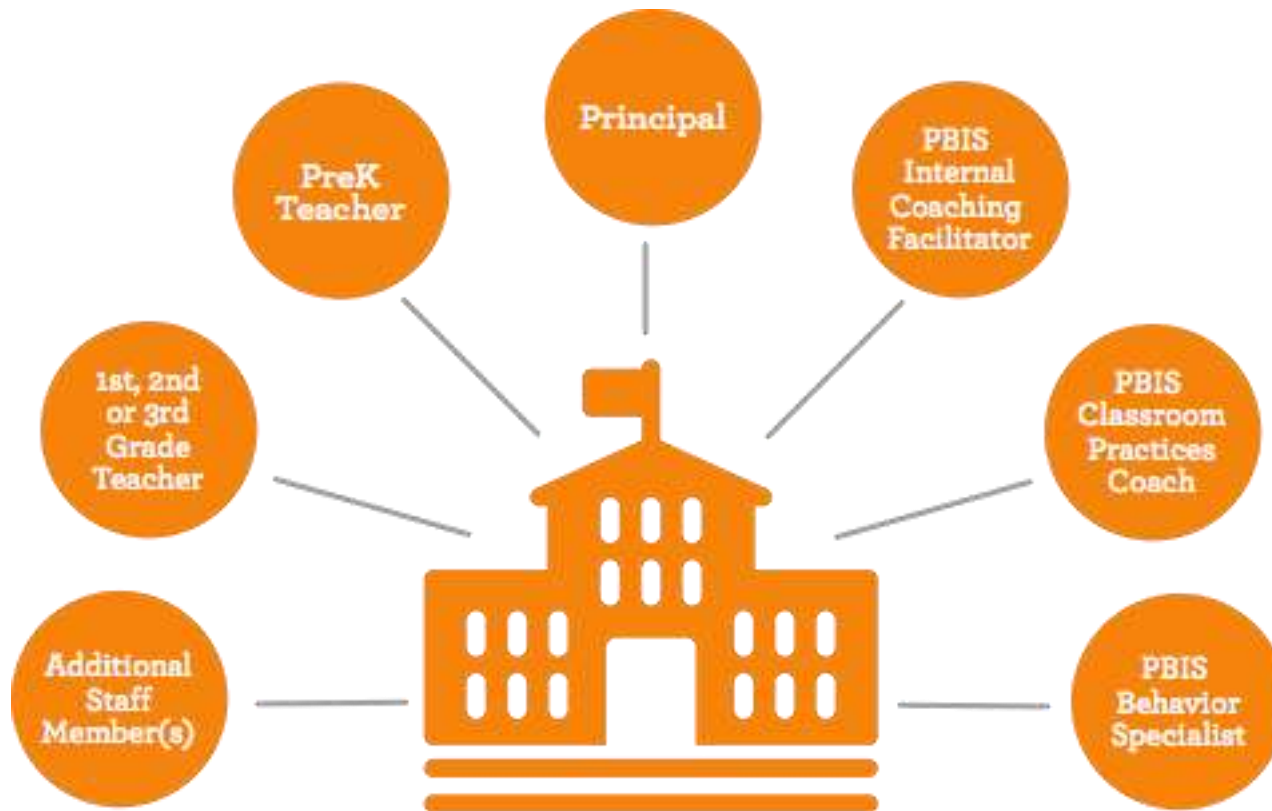 Principal
PreK
Teacher
PBIS
Internal
Coaching
Facilitator
1st, 2nd
or 3rd
Grade
Teacher
PBIS
Classroom
Practices
Coach
Additional
Staff
Member(s)
PBIS
Behavior
Specialist